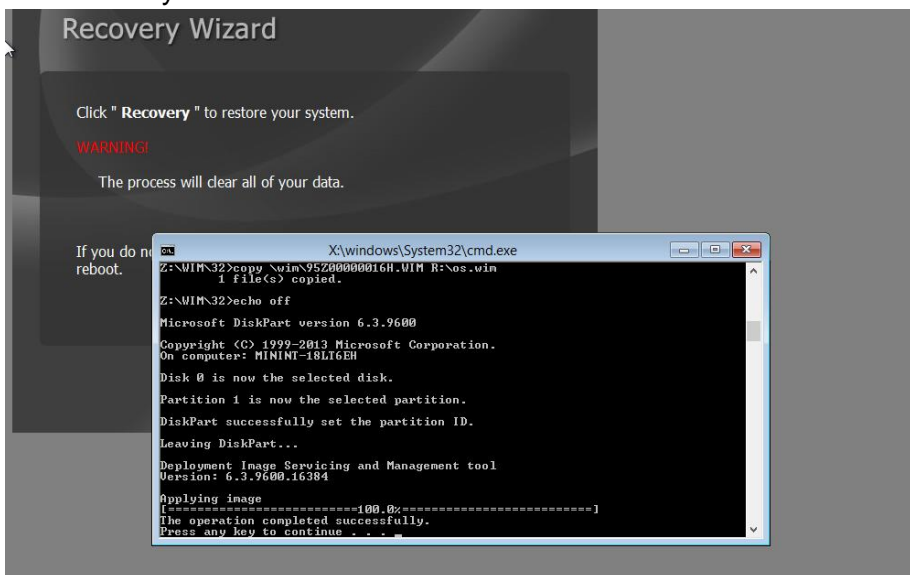 Recovery Wizard
Click " Recovery " to restore your system.
WARNING!
The process will clear all of your data.
If you do
reboot.
X:\windows\System32\cmd.exe
Z:\WIM\32>copy \wim\95Z00000016H.WIM R:\os.wim
1 file(s) copied.
Z:\WIM\32>echo off
Microsoft DiskPart version 6.3.9600
Copyright (C) 1999-2013 Microsoft Corporation.
On computer: MININT-18LT6EH
Disk 0 is now the selected disk.
Partition 1 is now the selected partition.
DiskPart successfully set the partition ID.
Leaving DiskPart...
Deployment Image Servicing and Management tool
Version: 6.3.9600.16384
Applying image
[==========================100.0%==========================]
The operation completed successfully.
Press any key to continue . . . _